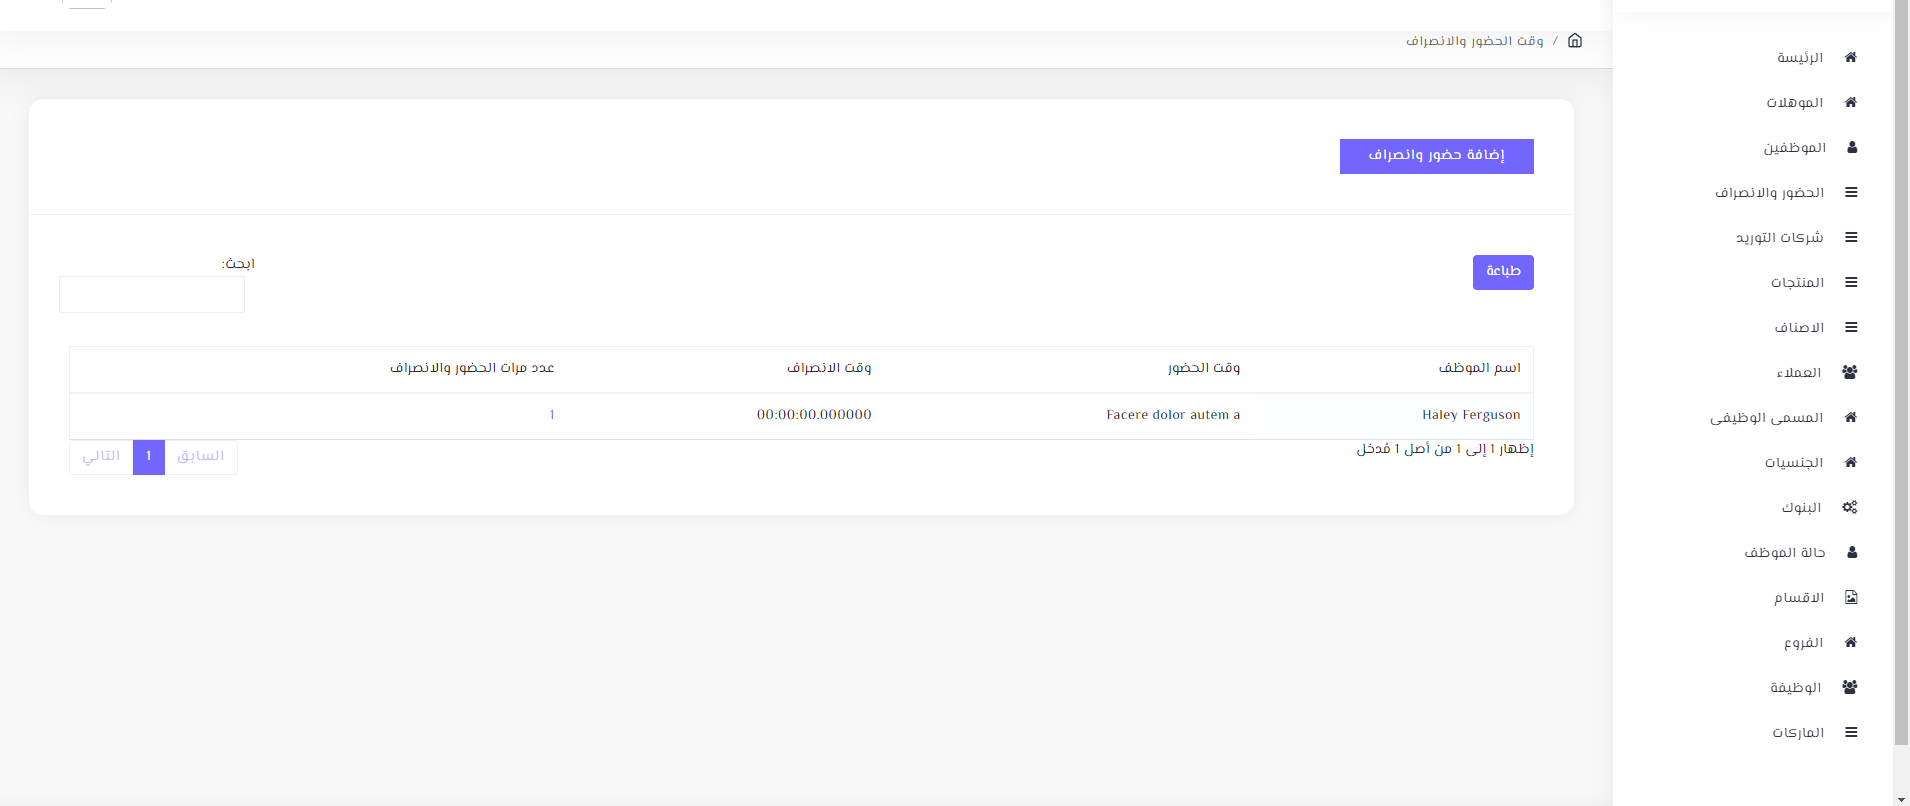 وقت الحضور والانصراف /
إضافة حضور وانصراف
طباعة
ابحث:
اسم الموظف وقت الحضور وقت الانصراف عدد مرات الحضور والانصراف
Haley Ferguson Facere dolor autem a 00:00:00.000000 1
إظهار 1 إلى 1 من أصل 1 مُدخل
السابق 1 التالي
الرئيسة
الموهلات
الموظفين
الحضور والانصراف
شركات التوريد
المنتجات
الاصناف
العملاء
المسمى الوظيفى
الجنسيات
البنوك
حالة الموظف
الاقسام
الفروع
الوظيفة
الماركات